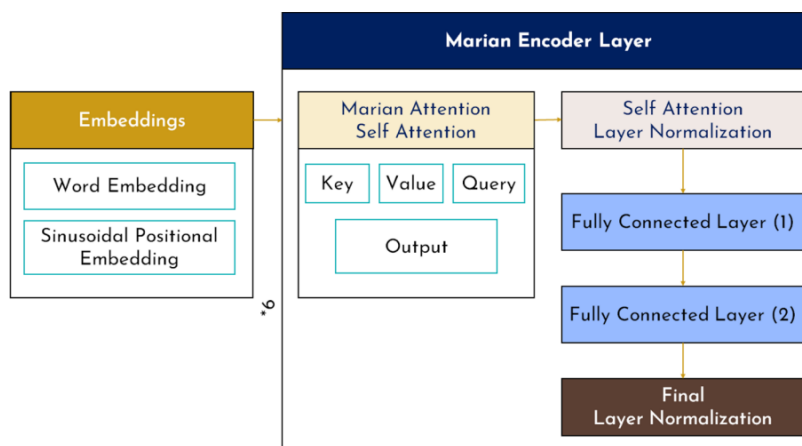 Marian Encoder Layer
Embeddings
Word Embedding
Sinusoidal Positional
Embedding
*6
Marian Attention
Self Attention
Key
Value
Query
Output
Self Attention
Layer Normalization
Fully Connected Layer (1)
Fully Connected Layer (2)
Final
Layer Normalization